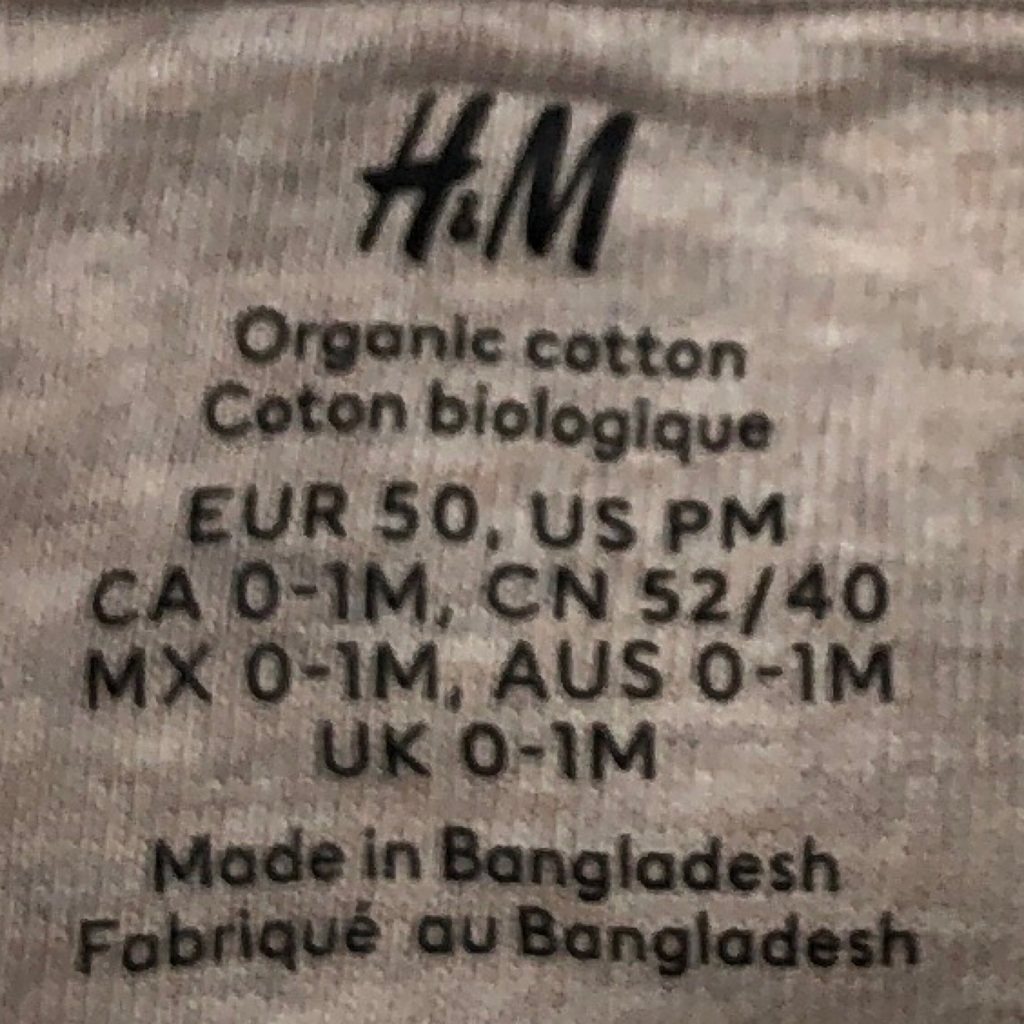 H&M
Organic cotton
Coton biologique
EUR 50, US PM
CA 0-1M, CN 52/40
MX 0-1M, AUS 0-1M
UK 0-1M
Made in Bangladesh
Fabriqué au Bangladesh